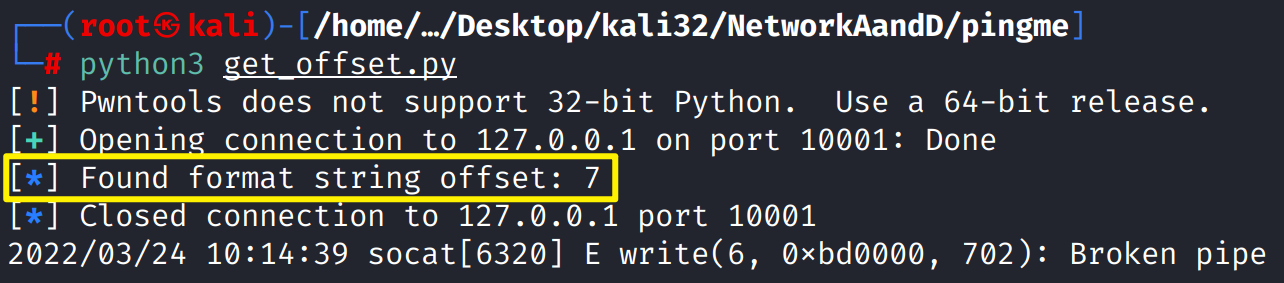 ┌──(root㉿kali)-[/home/…/Desktop/kali32/NetworkAandD/pingme]
└─# python3 get_offset.py
[!] Pwntools does not support 32-bit Python.  Use a 64-bit release.
[+] Opening connection to 127.0.0.1 on port 10001: Done
[*] Found format string offset: 7
[*] Closed connection to 127.0.0.1 port 10001
2022/03/24 10:14:39 socat[6320] E write(6, 0×bd0000, 702): Broken pipe